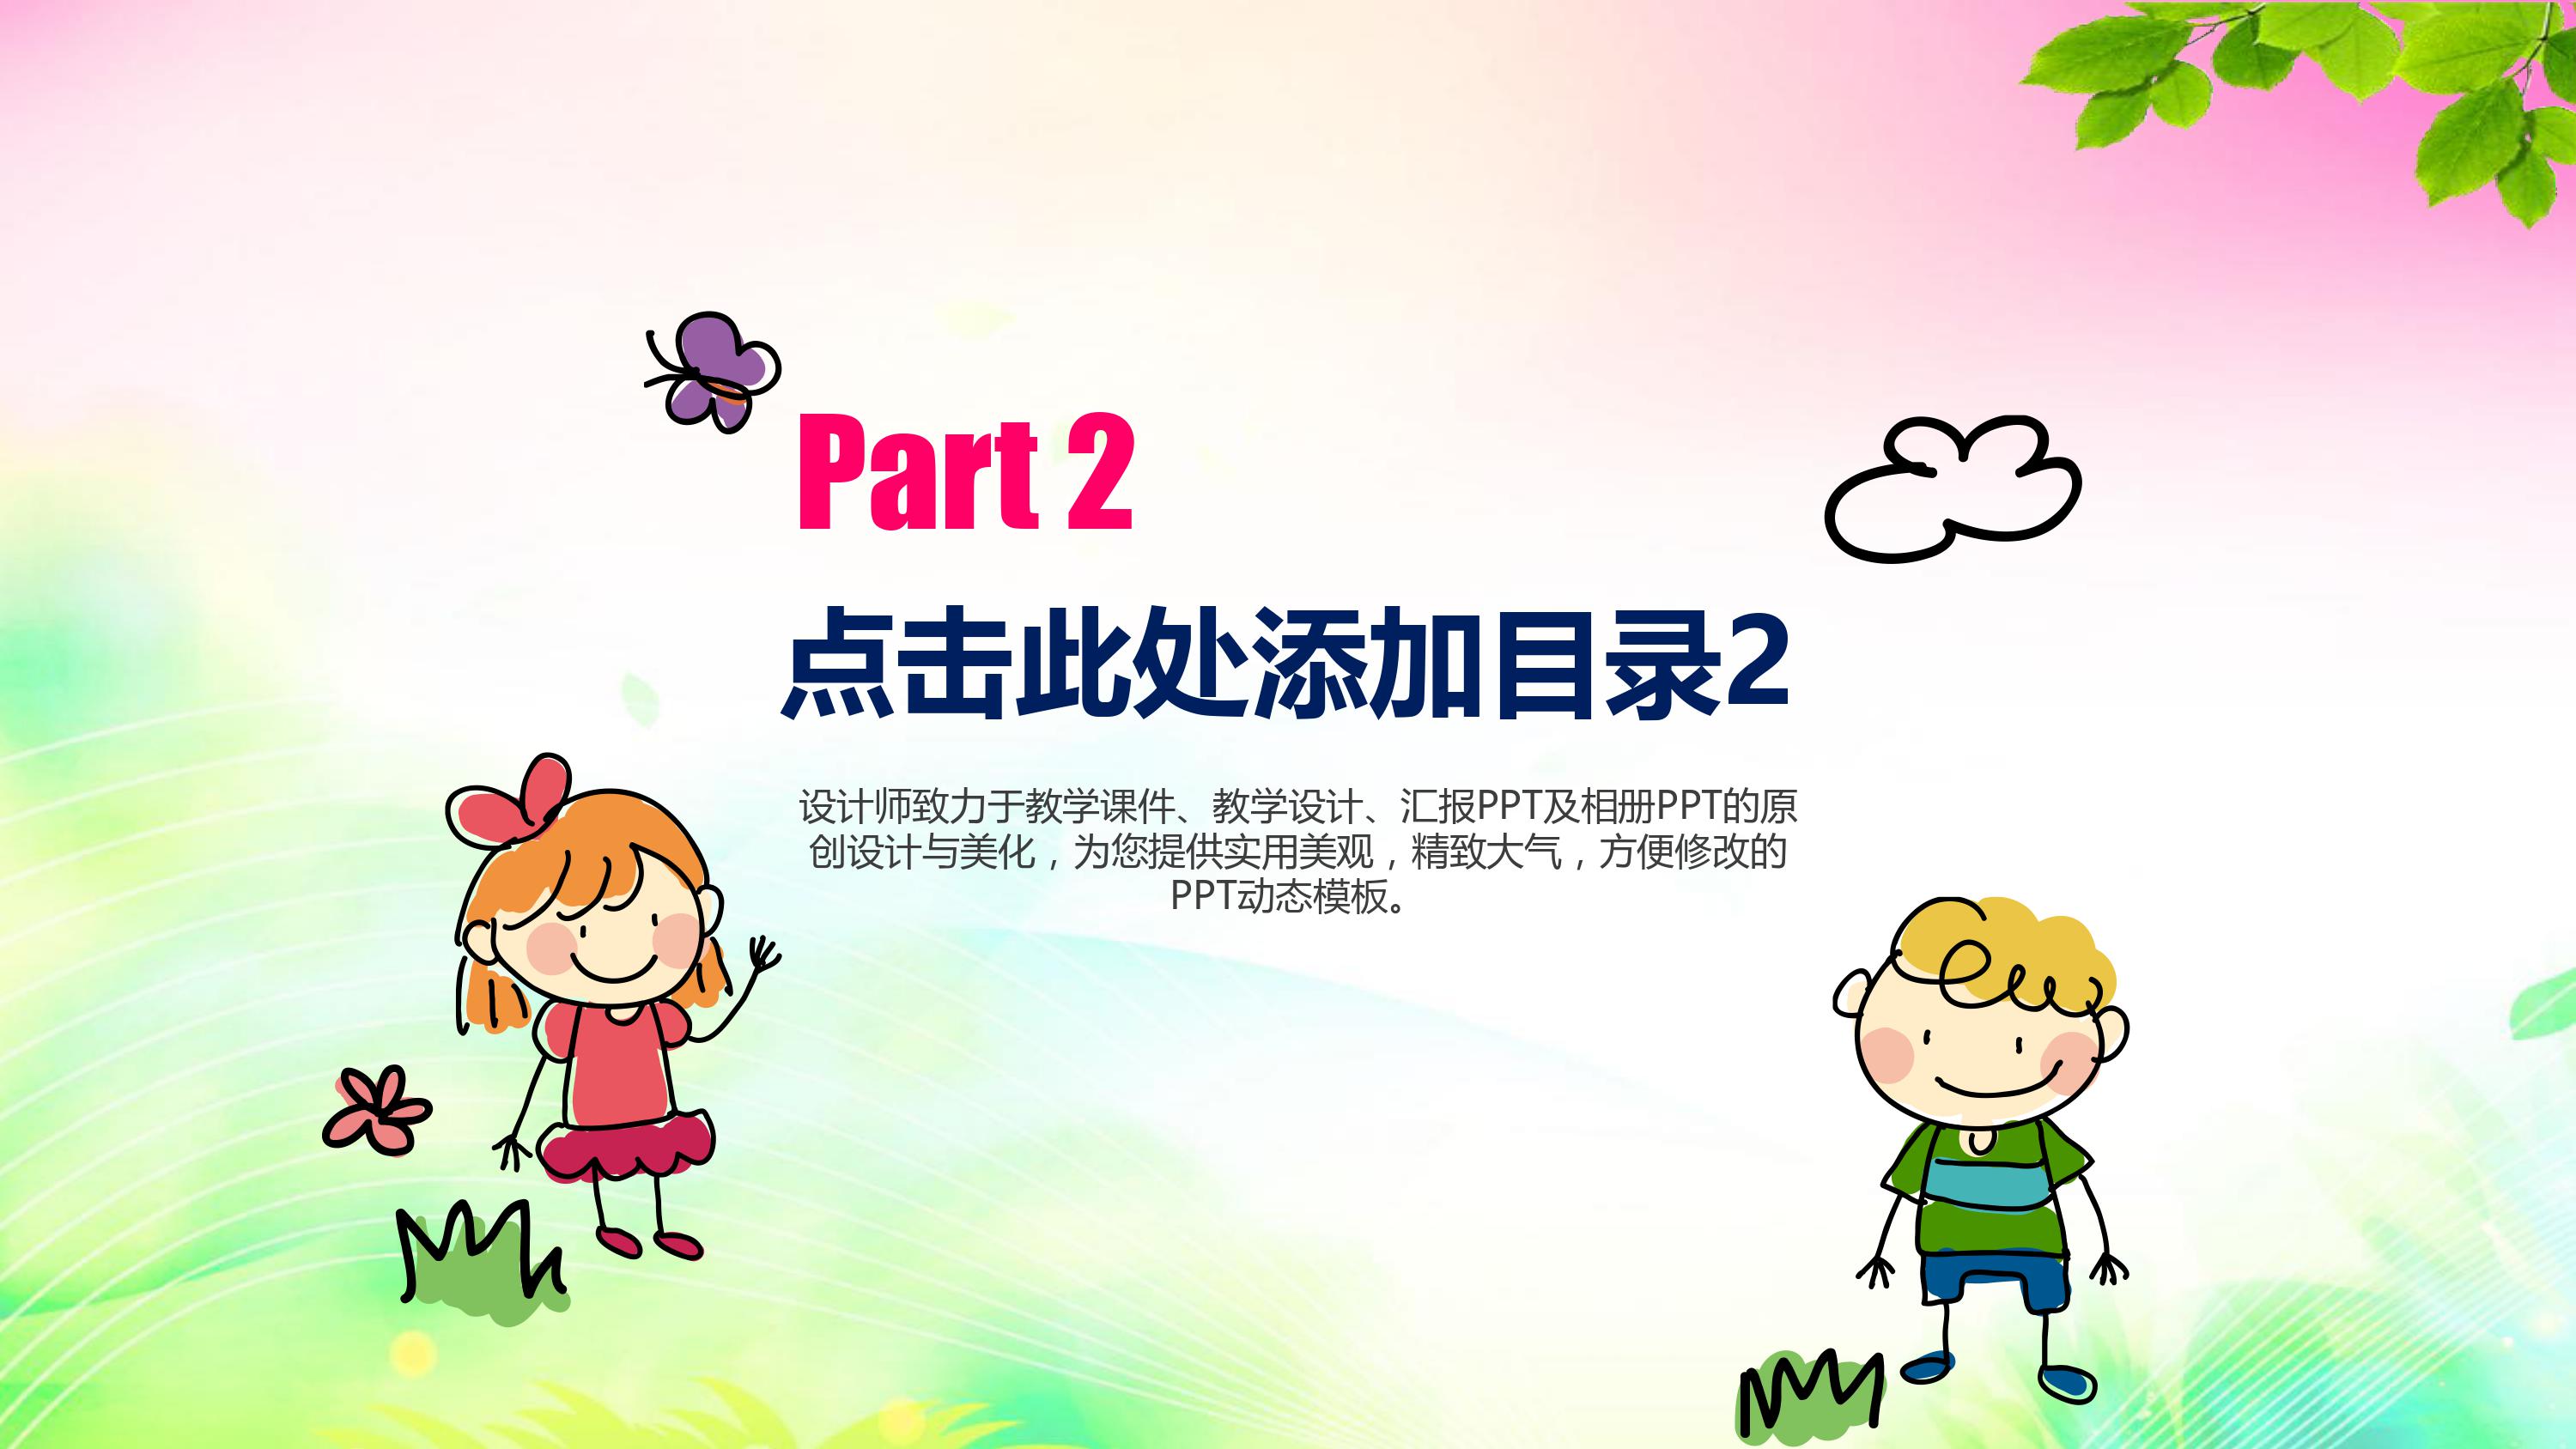 Part 2
点击此处添加目录2
设计师致力于教学课件、教学设计、汇报PPT及相册PPT的原
创设计与美化，为您提供实用美观，精致大气，方便修改的
PPT动态模板。